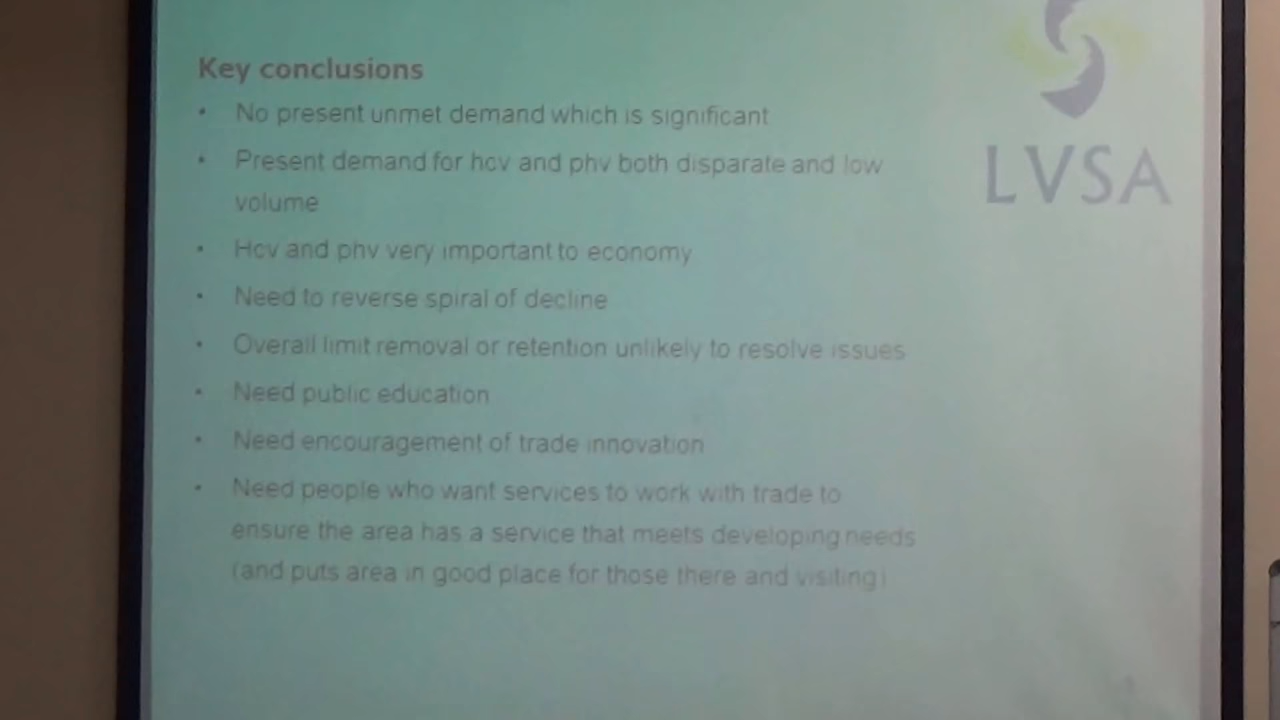 Key conclusions
• No present unmet demand which is significant
• Present demand for hcv and phv both disparate and low
volume
• Hcv and phv very important to economy
• Need to reverse spiral of decline
• Overall limit removal or retention unlikely to resolve issues
• Need public education
• Need encouragement of trade innovation
• Need people who want services to work with trade to
ensure the area has a service that meets developing needs
(and puts area in good place for those there and visiting)
LVSA